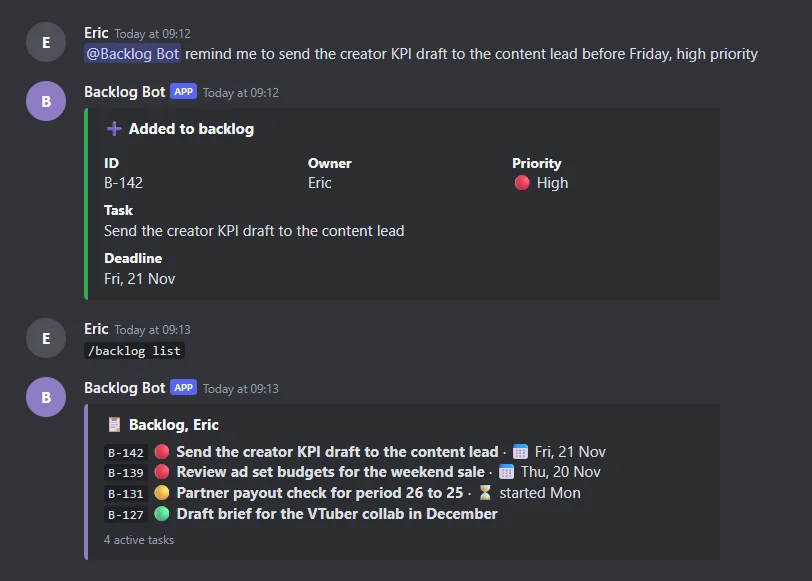 E
Eric Today at 09:12
@Backlog Bot remind me to send the creator KPI draft to the content lead before Friday, high priority
B
Backlog Bot APP Today at 09:12
➕ Added to backlog
ID Owner Priority
B-142 Eric 🔴 High
Task
Send the creator KPI draft to the content lead
Deadline
Fri, 21 Nov
E
Eric Today at 09:13
/backlog list
B
Backlog Bot APP Today at 09:13
📋 Backlog, Eric
B-142 🔴 Send the creator KPI draft to the content lead · 🗓️ Fri, 21 Nov
B-139 🔴 Review ad set budgets for the weekend sale · 🗓️ Thu, 20 Nov
B-131 🟡 Partner payout check for period 26 to 25 · ⏳ started Mon
B-127 🟢 Draft brief for the VTuber collab in December
4 active tasks